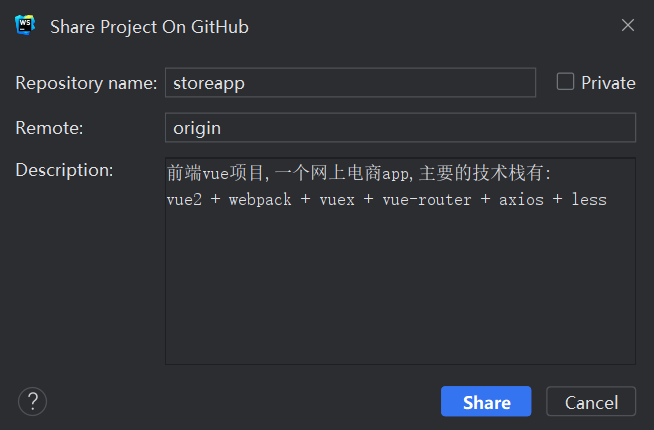 WS
Share Project On GitHub
Repository name: storeapp Private
Remote: origin
Description: 前端vue项目,一个网上电商app,主要的技术栈有:
vue2 + webpack + vuex + vue-router + axios + less
? Share Cancel